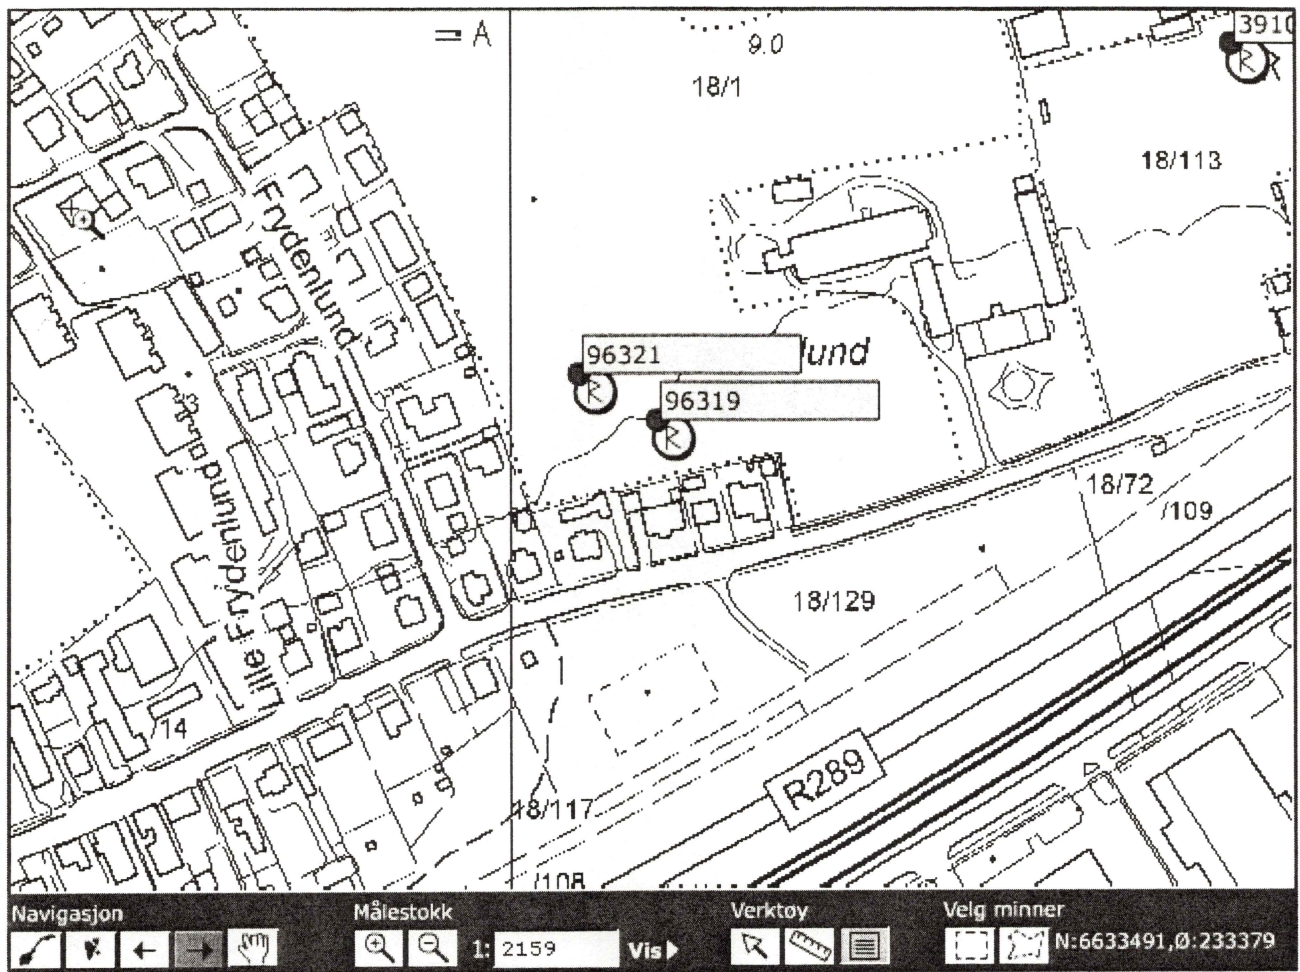 A
9.0
18/1
3910
R
R
18/113
Frydenlund
96321
lund
R
96319
R
18/72
/109
Lille Frydenlund
18/129
/14
R289
18/117
/108
Navigasjon
Målestokk
Verktøy
Velg minner
1: 2159
Vis
N:6633491,Ø:233379